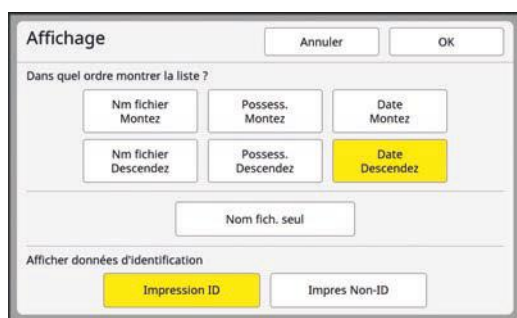 Affichage
Annuler
OK
Dans quel ordre montrer la liste ?
Nm fichier
Montez
Possess.
Montez
Date
Montez
Nm fichier
Descendez
Possess.
Descendez
Date
Descendez
Nom fich. seul
Afficher données d'identification
Impression ID
Impres Non-ID